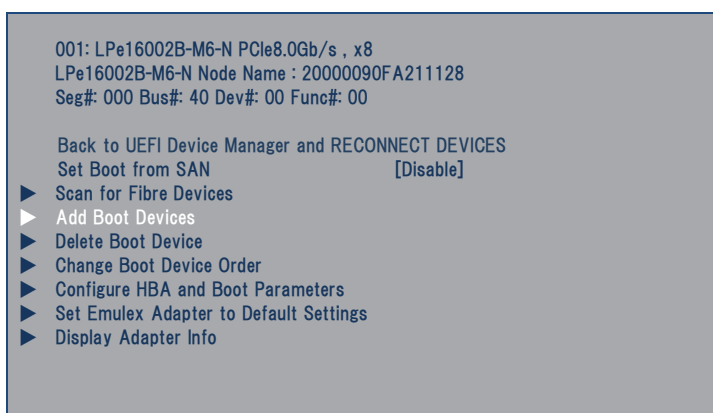 001: LPe16002B-M6-N PCIe8.0Gb/s , x8
LPe16002B-M6-N Node Name : 20000090FA211128
Seg#: 000 Bus#: 40 Dev#: 00 Func#: 00
Back to UEFI Device Manager and RECONNECT DEVICES
Set Boot from SAN [Disable]
Scan for Fibre Devices
Add Boot Devices
Delete Boot Device
Change Boot Device Order
Configure HBA and Boot Parameters
Set Emulex Adapter to Default Settings
Display Adapter Info